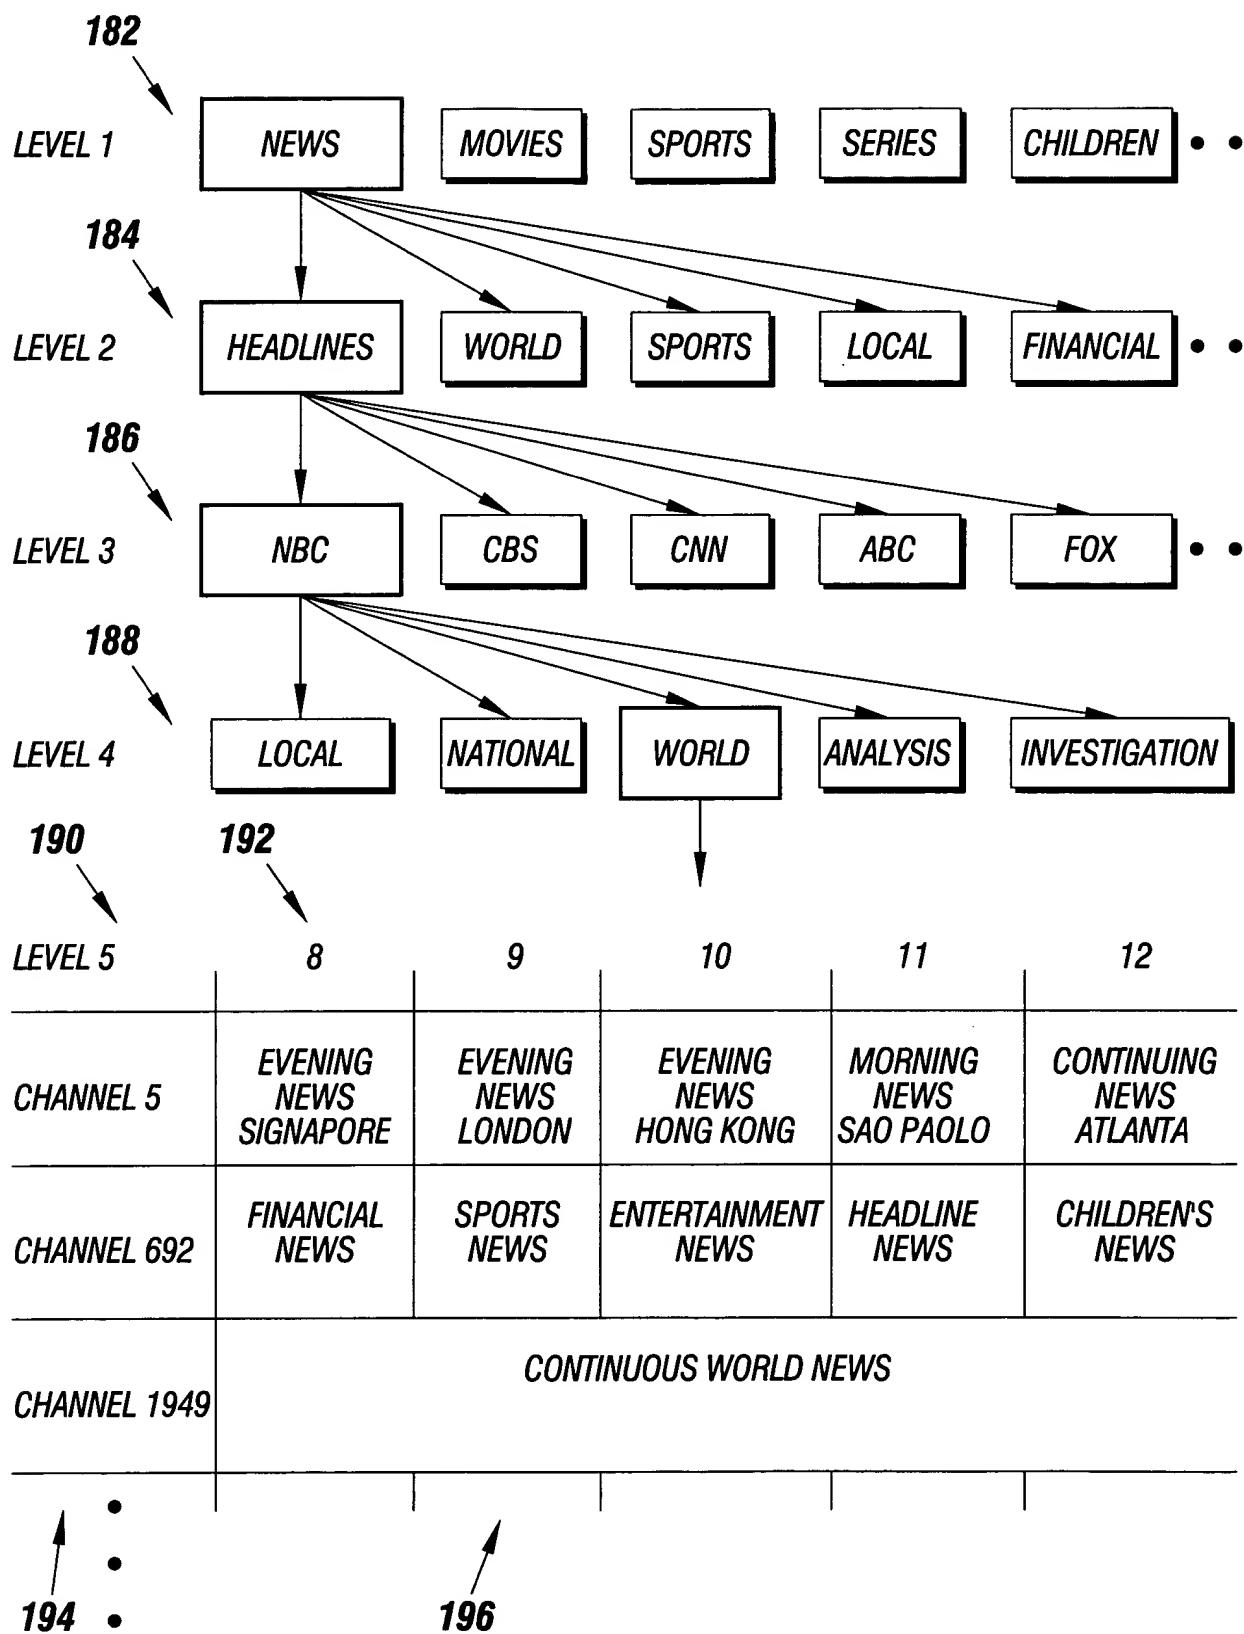 182
LEVEL 1 NEWS MOVIES SPORTS SERIES CHILDREN • •
184
LEVEL 2 HEADLINES WORLD SPORTS LOCAL FINANCIAL • •
186
LEVEL 3 NBC CBS CNN ABC FOX • •
188
LEVEL 4 LOCAL NATIONAL WORLD ANALYSIS INVESTIGATION
190 192
LEVEL 5 8 9 10 11 12
EVENING EVENING EVENING MORNING CONTINUING
CHANNEL 5 NEWS NEWS NEWS NEWS NEWS
SIGNAPORE LONDON HONG KONG SAO PAOLO ATLANTA
FINANCIAL SPORTS ENTERTAINMENT HEADLINE CHILDREN'S
CHANNEL 692 NEWS NEWS NEWS NEWS NEWS
CONTINUOUS WORLD NEWS
CHANNEL 1949
•
•
194 • 196